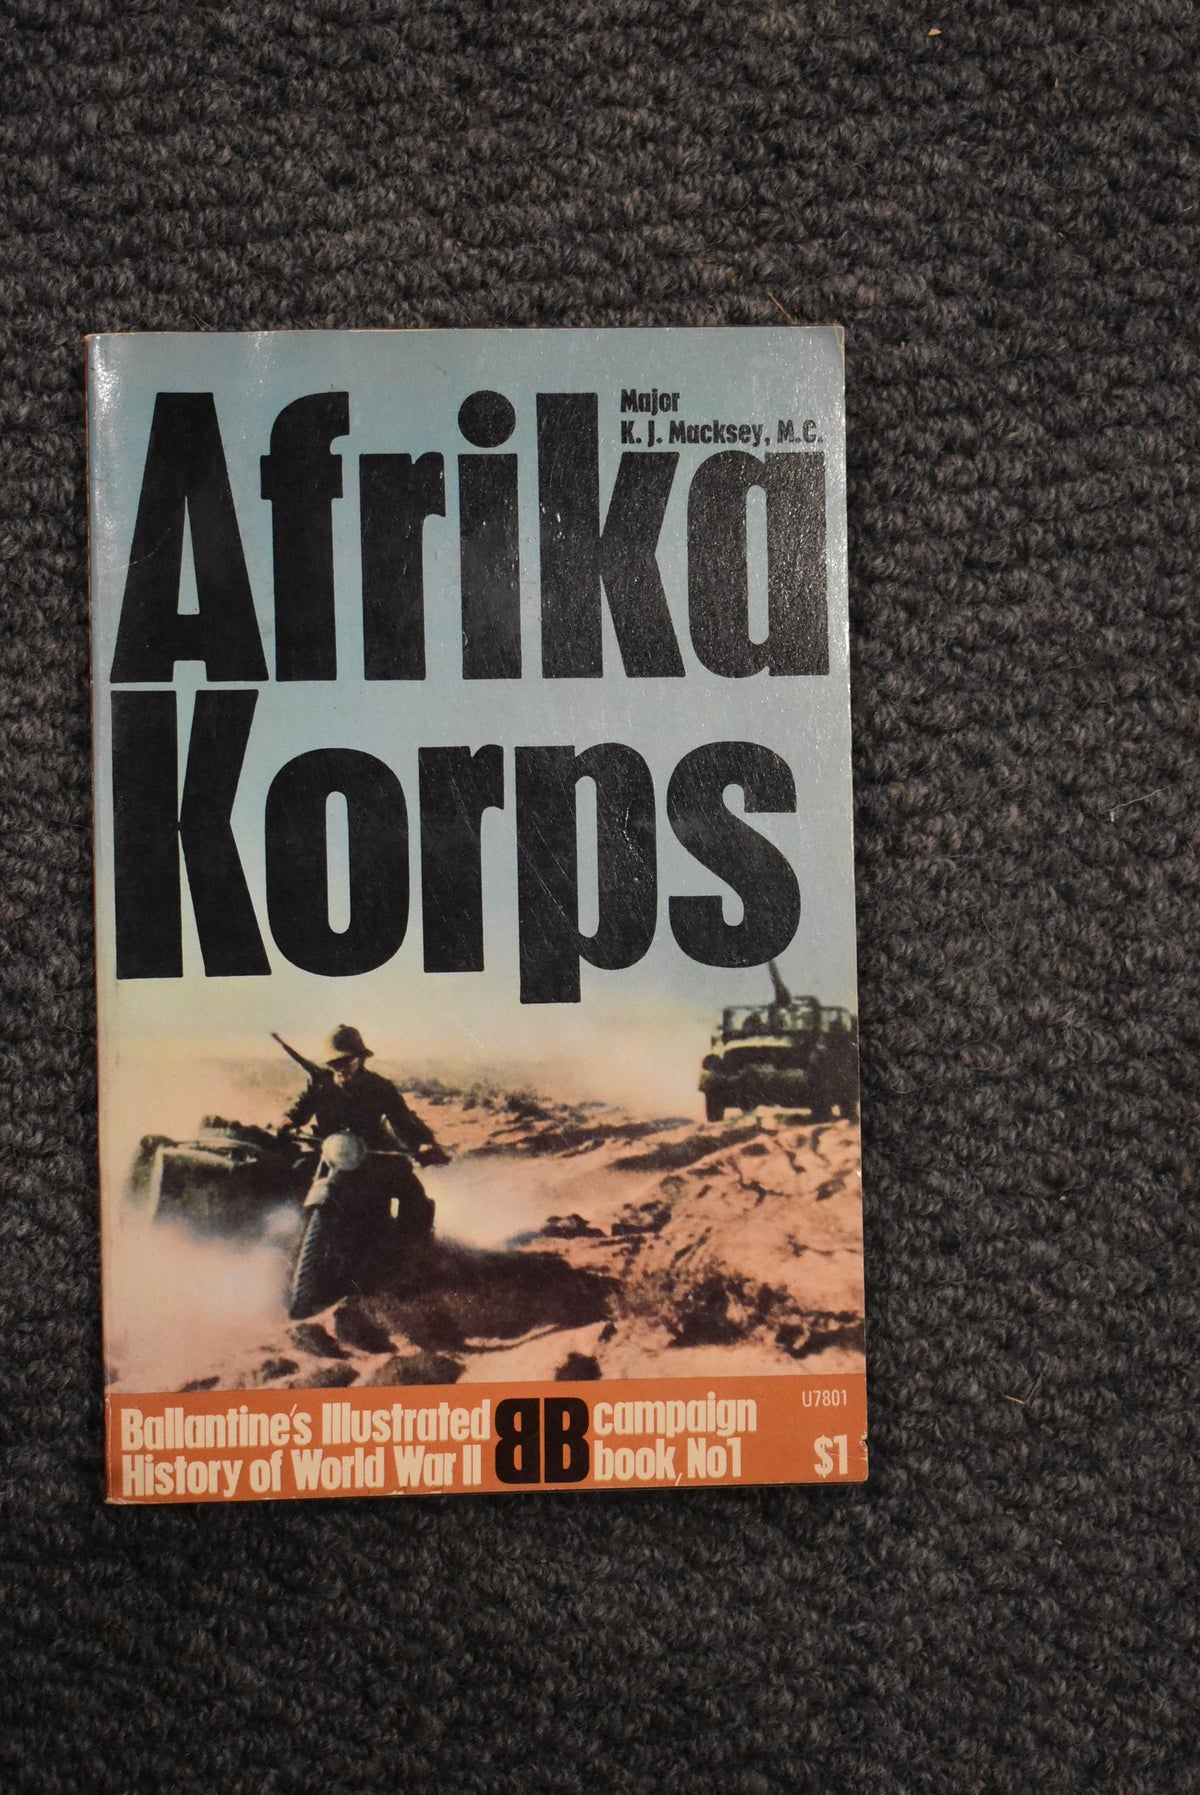 Afrika
Major
K. J. Macksey, M.C.
Korps
Ballantine's Illustrated
History of World War II
BB
campaign
book, No1
U7801
$1